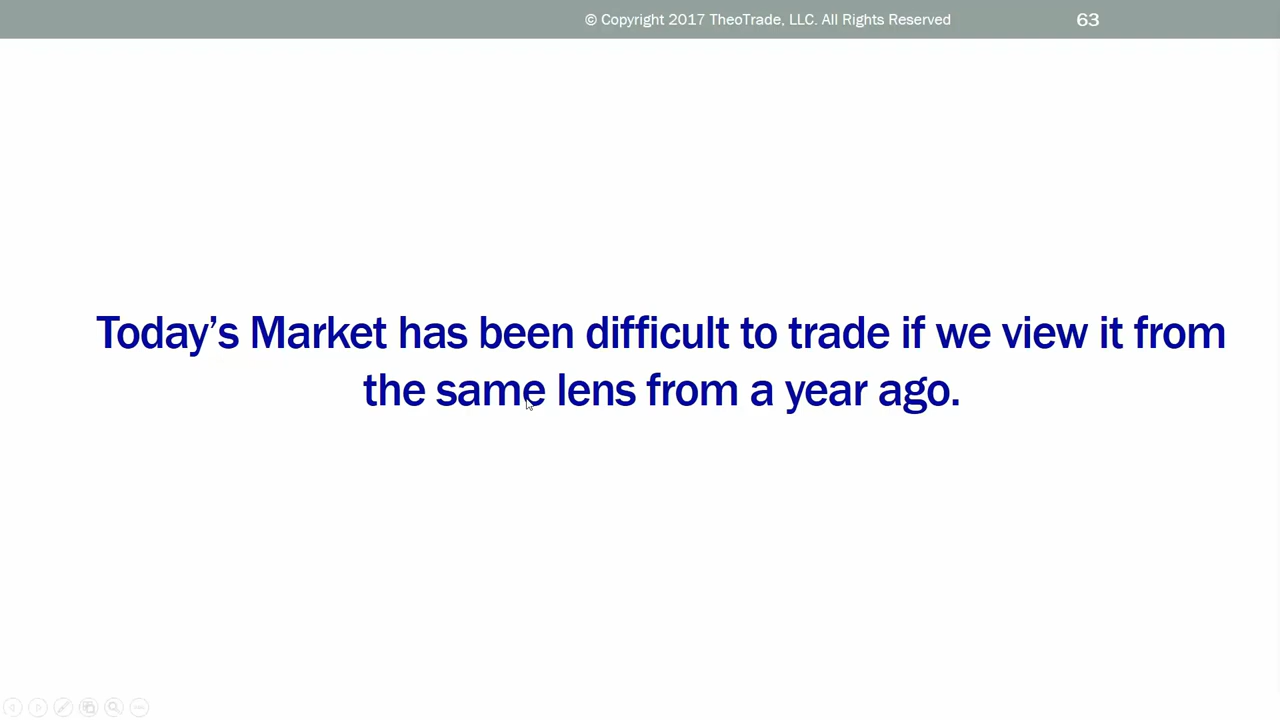 © Copyright 2017 TheoTrade, LLC. All Rights Reserved
63
Today’s Market has been difficult to trade if we view it from
the same lens from a year ago.